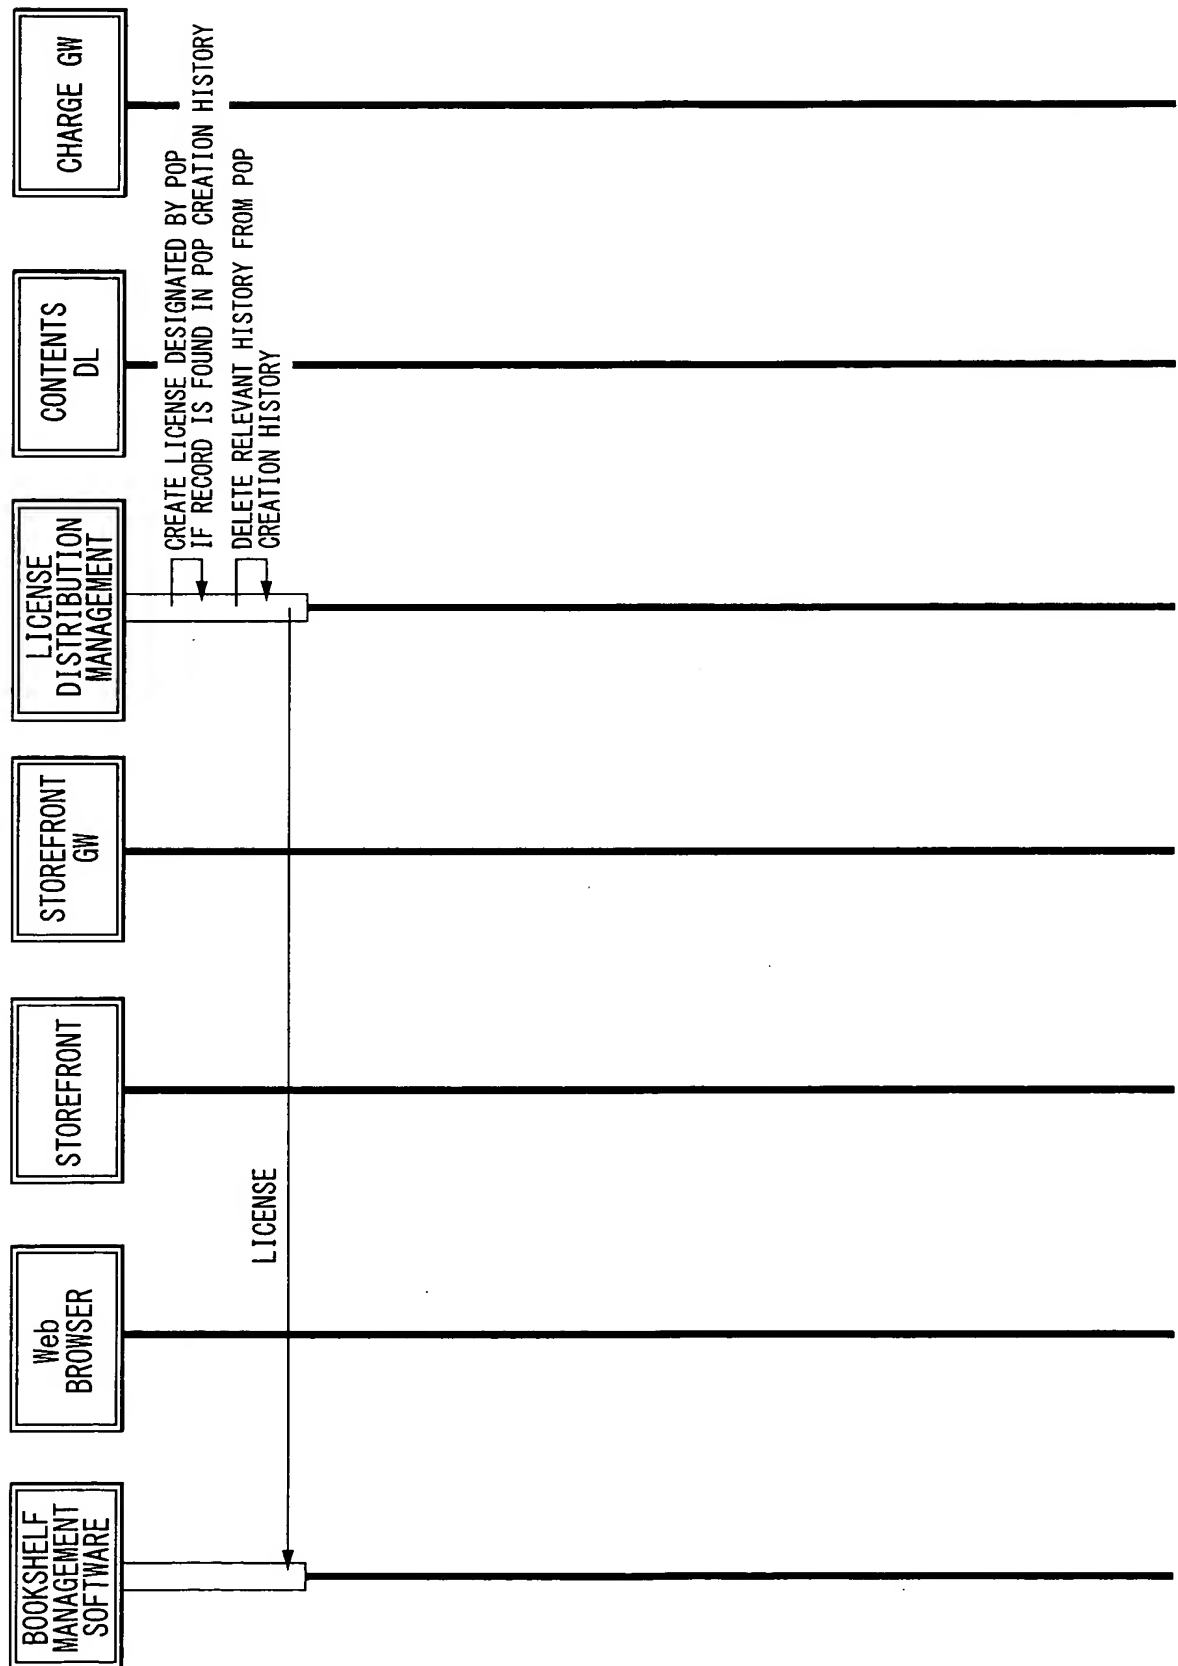 BOOKSHELF
MANAGEMENT
SOFTWARE
Web
BROWSER
STOREFRONT
STOREFRONT
GW
LICENSE
DISTRIBUTION
MANAGEMENT
CONTENTS
DL
CHARGE GW
CREATE LICENSE DESIGNATED BY POP
IF RECORD IS FOUND IN POP CREATION HISTORY
DELETE RELEVANT HISTORY FROM POP
CREATION HISTORY
LICENSE